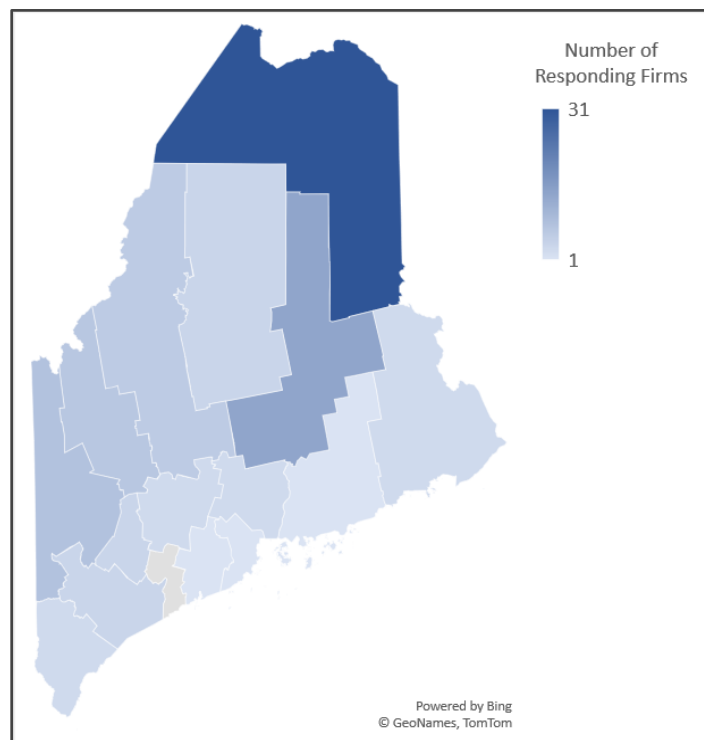 Number of
Responding Firms
31
1
Powered by Bing
© GeoNames, TomTom